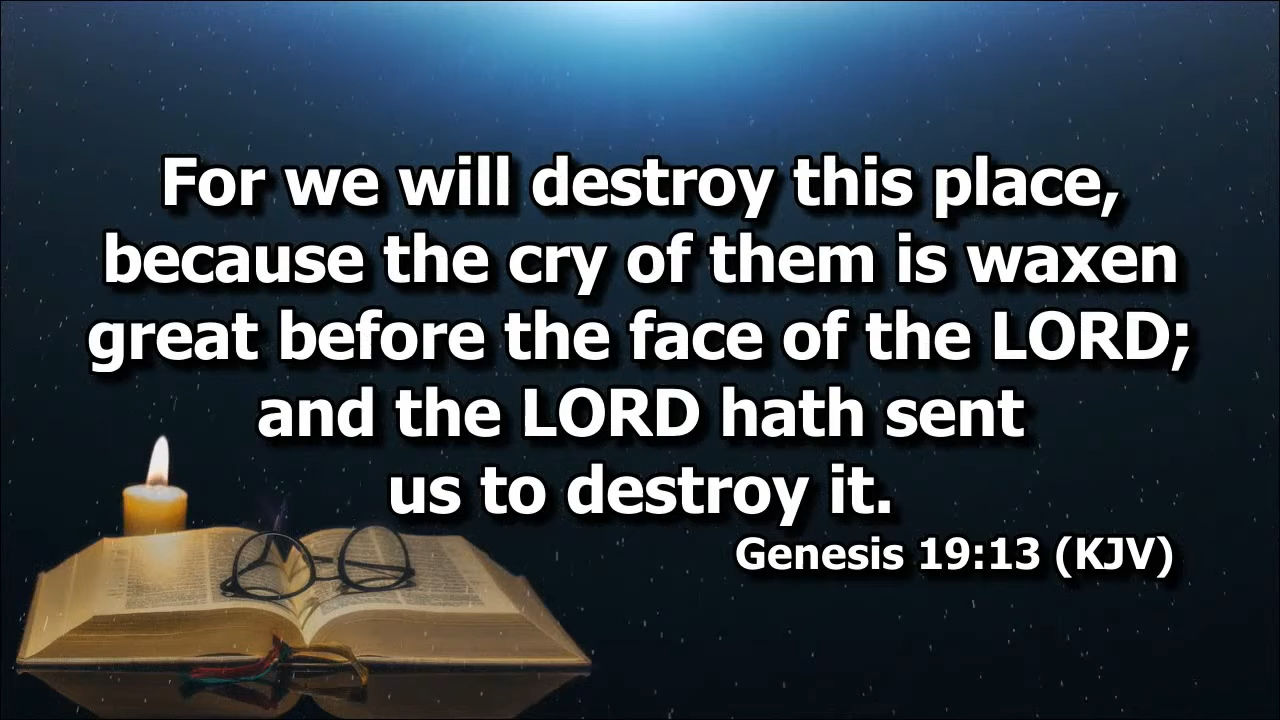 For we will destroy this place,
because the cry of them is waxen
great before the face of the LORD;
and the LORD hath sent
us to destroy it.
Genesis 19:13 (KJV)